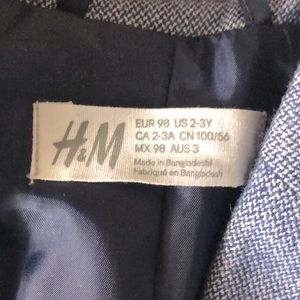 H&M
EUR 98 US 2-3Y
CA 2-3A CN 100/56
MX 98 AUS 3
Made in Bangladesh/
Fabriqué en Bangladesh